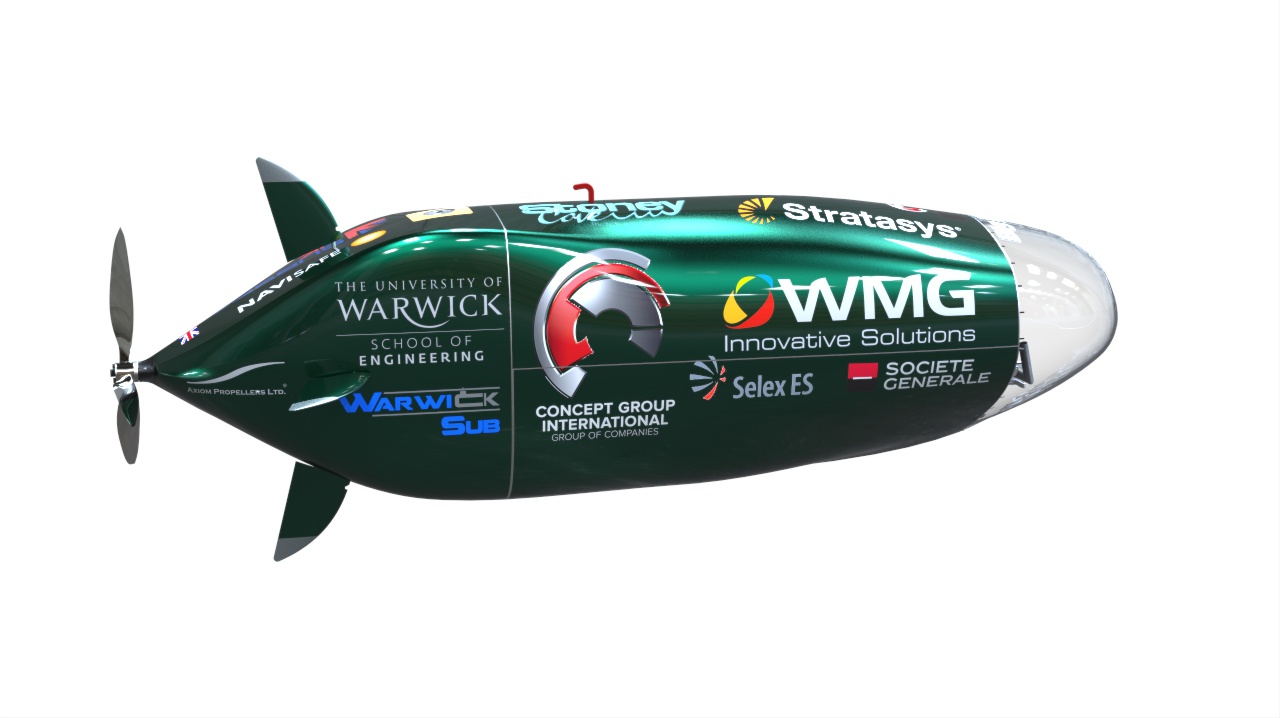 Stoney
Cove
Stratasys
NAVISAFE
THE UNIVERSITY OF
WARWICK
SCHOOL OF
ENGINEERING
WMG
Innovative Solutions
AXIOM PROPELLERS LTD.
WARWICK
SUB
CONCEPT GROUP
INTERNATIONAL
GROUP OF COMPANIES
Selex ES
SOCIETE
GENERALE